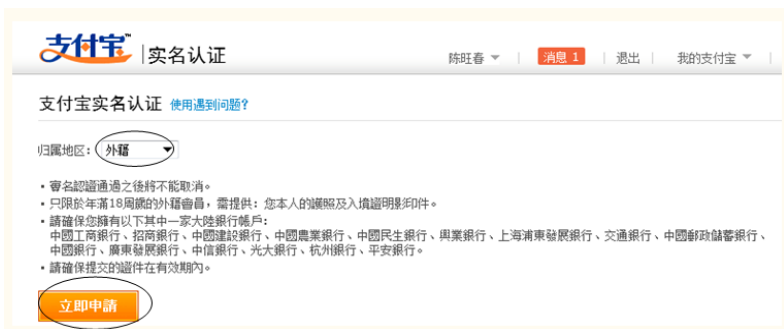 支付宝™ | 实名认证
陈旺春 | 消息 1 | 退出 | 我的支付宝 |
支付宝实名认证 使用遇到问题?
归属地区: 外籍
• 實名認證通過之後將不能取消。
• 只限於年滿18周歲的外籍會員,需提供: 您本人的護照及入境證明影印件。
• 請確保您擁有以下其中一家大陸銀行帳戶:
中國工商銀行、招商銀行、中國建設銀行、中國農業銀行、中國民生銀行、興業銀行、上海浦東發展銀行、交通銀行、中國郵政儲蓄銀行、
中國銀行、廣東發展銀行、中信銀行、光大銀行、杭州銀行、平安銀行。
• 請確保提交的證件在有效期內。
立即申請